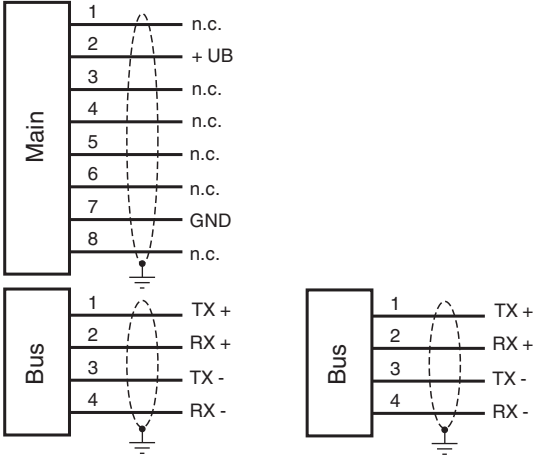 Main
1 n.c.
2 + UB
3 n.c.
4 n.c.
5 n.c.
6 n.c.
7 GND
8 n.c.
Bus
1 TX +
2 RX +
3 TX -
4 RX -
Bus
1 TX +
2 RX +
3 TX -
4 RX -